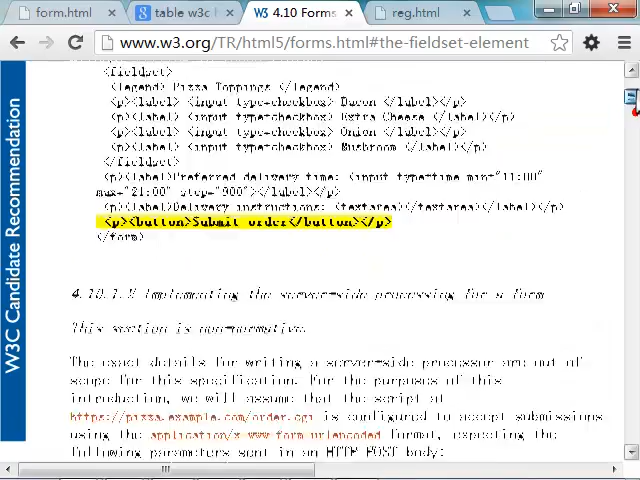 form.html
table w3c h
4.10 Forms
reg.html
www.w3.org/TR/html5/forms.html#the-fieldset-element
W3C Candidate Recommendation
<fieldset>
<legend> Pizza Toppings </legend>
<p><label> <input type=checkbox> Bacon </label></p>
<p><label> <input type=checkbox> Extra Cheese </label></p>
<p><label> <input type=checkbox> Onion </label></p>
<p><label> <input type=checkbox> Mushroom </label></p>
</fieldset>
<p><label>Preferred delivery time: <input type=time min="11:00"
max="21:00" step="900"></label></p>
<p><label>Delivery instructions: <textarea></textarea></label></p>
<p><button>Submit order</button></p>
</form>
4.10.1.2 Implementing the server-side processing for a form
This section is non-normative.
The exact details for writing a server-side processor are out of
scope for this specification. For the purposes of this
introduction, we will assume that the script at
https://pizza.example.com/order.cgi is configured to accept submissions
using the application/x-www-form-urlencoded format, expecting the
following parameters sent in an HTTP POST body: